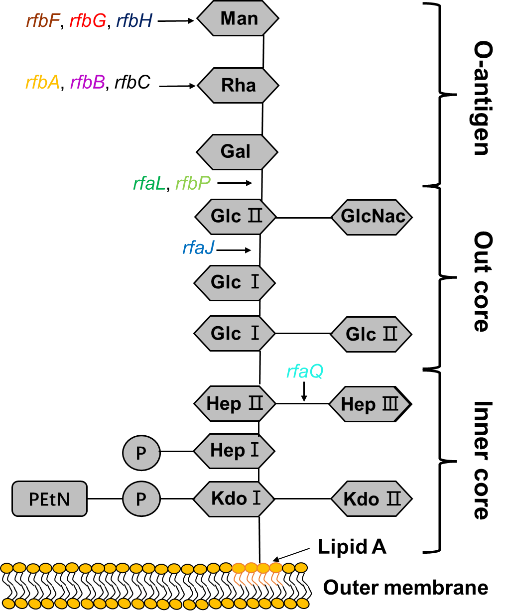 rfbF, rfbG, rfbH
Man
rfbA, rfbB, rfbC
Rha
Gal
O-antigen
rfaL, rfbP
Glc Ⅱ
GlcNac
rfaJ
Glc Ⅰ
Glc Ⅰ
Glc Ⅱ
Out core
rfaQ
Hep Ⅱ
Hep Ⅲ
P
Hep Ⅰ
PEtN
P
Kdo Ⅰ
Kdo Ⅱ
Inner core
Lipid A
Outer membrane